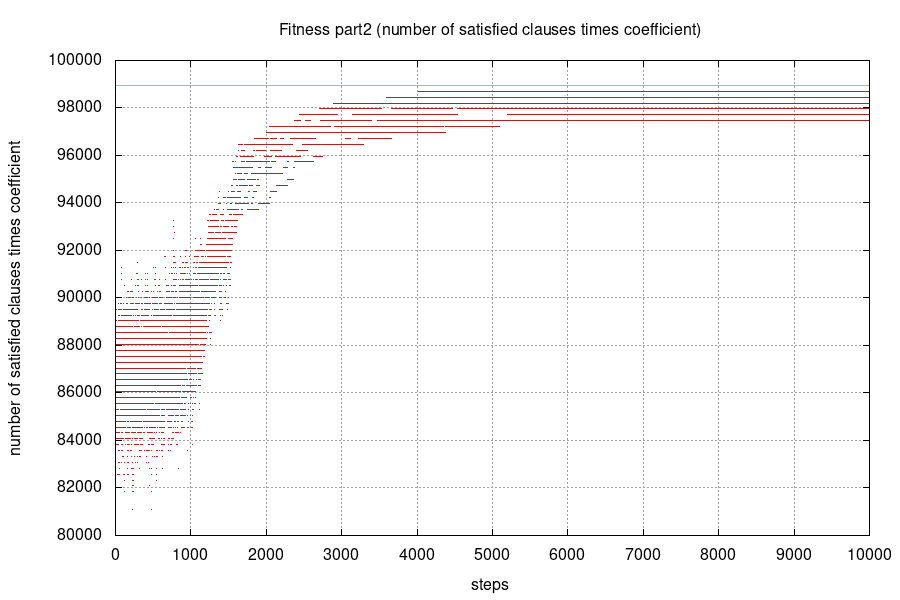 Fitness part2 (number of satisfied clauses times coefficient)
100000
98000
96000
94000
92000
90000
88000
86000
84000
82000
80000
number of satisfied clauses times coefficient
0 1000 2000 3000 4000 5000 6000 7000 8000 9000 10000
steps